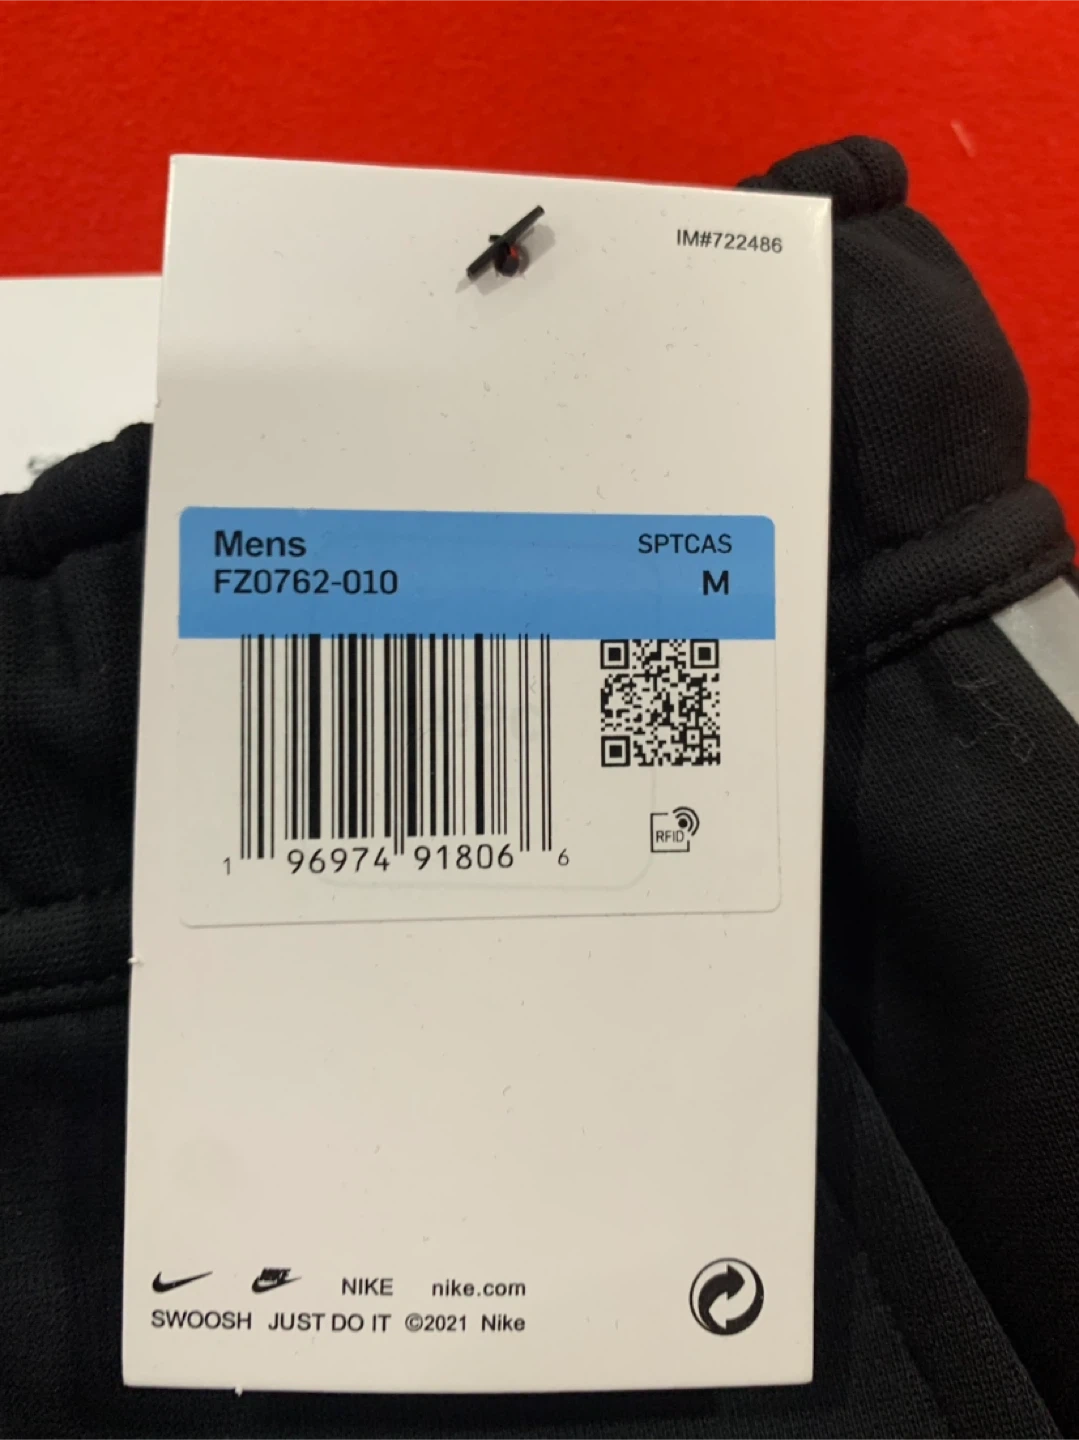 IM#722486
Mens SPTCAS
FZ0762-010 M
1 96974 91806 6
RFID
NIKE NIKE nike.com
SWOOSH JUST DO IT ©2021 Nike